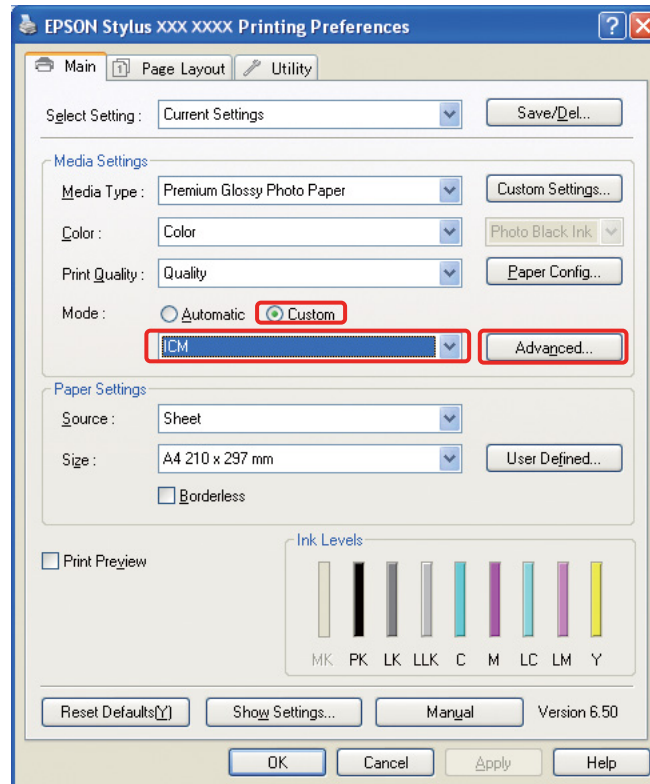 EPSON Stylus XXX XXXX Printing Preferences
Main Page Layout Utility
Select Setting : Current Settings Save/Del...
Media Settings
Media Type : Premium Glossy Photo Paper Custom Settings...
Color : Color Photo Black Ink
Print Quality : Quality Paper Config...
Mode : Automatic Custom
ICM Advanced...
Paper Settings
Source : Sheet
Size : A4 210 x 297 mm User Defined...
Borderless
Print Preview
Ink Levels
MK PK LK LLK C M LC LM Y
Reset Defaults(Y) Show Settings... Manual Version 6.50
OK Cancel Apply Help